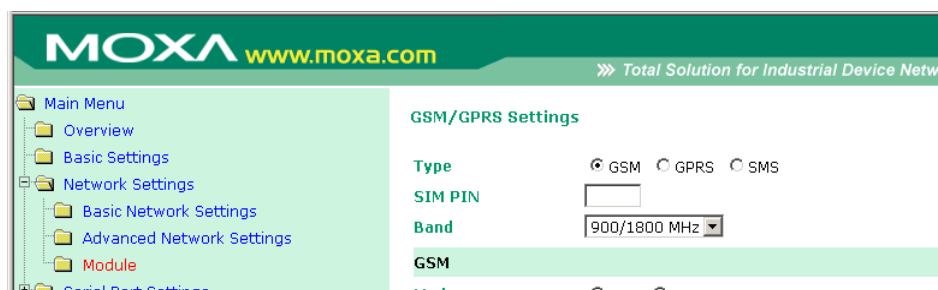 MOXA www.moxa.com
Total Solution for Industrial Device Netw
Main Menu
Overview
Basic Settings
Network Settings
Basic Network Settings
Advanced Network Settings
Module
GSM/GPRS Settings
Type GSM GPRS SMS
SIM PIN
Band 900/1800 MHz
GSM